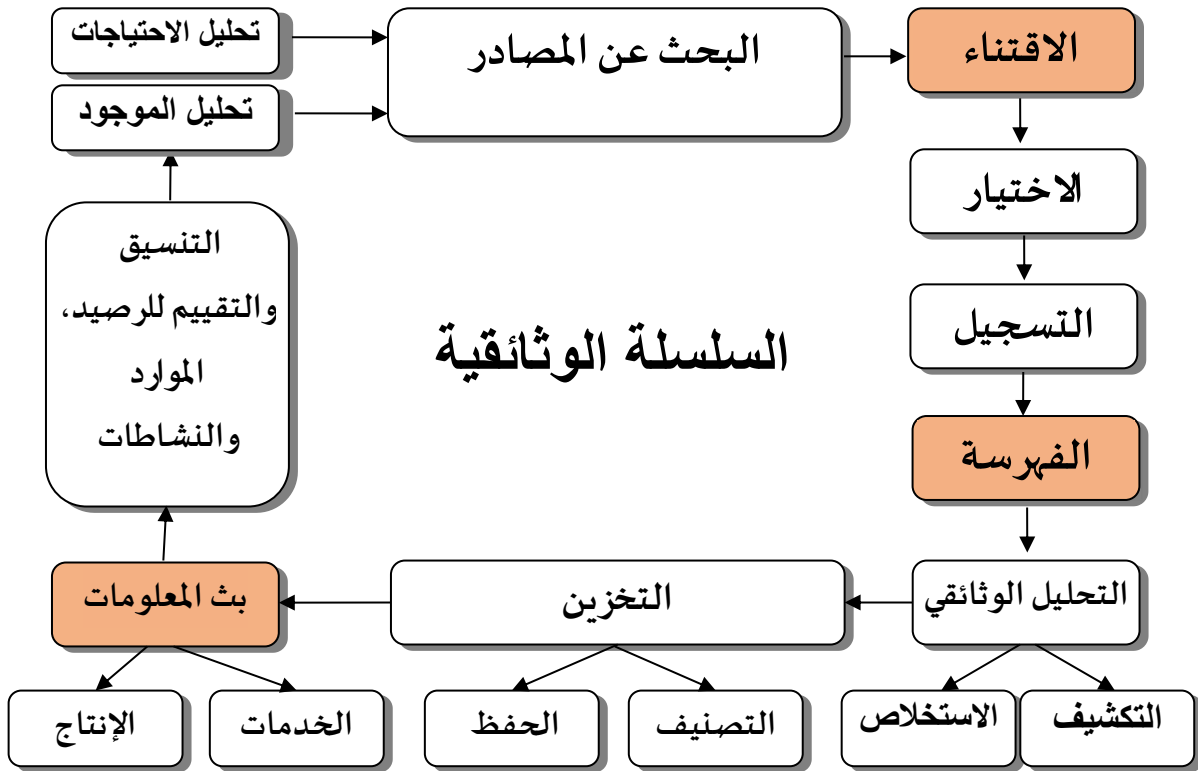 تحليل الاحتياجات
البحث عن المصادر
الاقتناء
تحليل الموجود
الاختيار
التنسيق
والتقييم للرصيد،
الموارد
والنشاطات
السلسلة الوثائقية
التسجيل
الفهرسة
التحليل الوثائقي
التخزين
بث المعلومات
التكشيف
الاستخلاص
التصنيف
الحفظ
الخدمات
الإنتاج